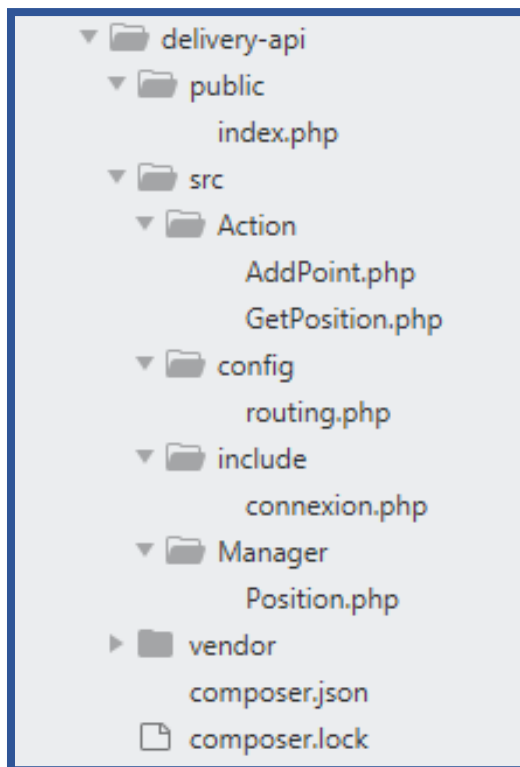 delivery-api
public
index.php
src
Action
AddPoint.php
GetPosition.php
config
routing.php
include
connexion.php
Manager
Position.php
vendor
composer.json
composer.lock